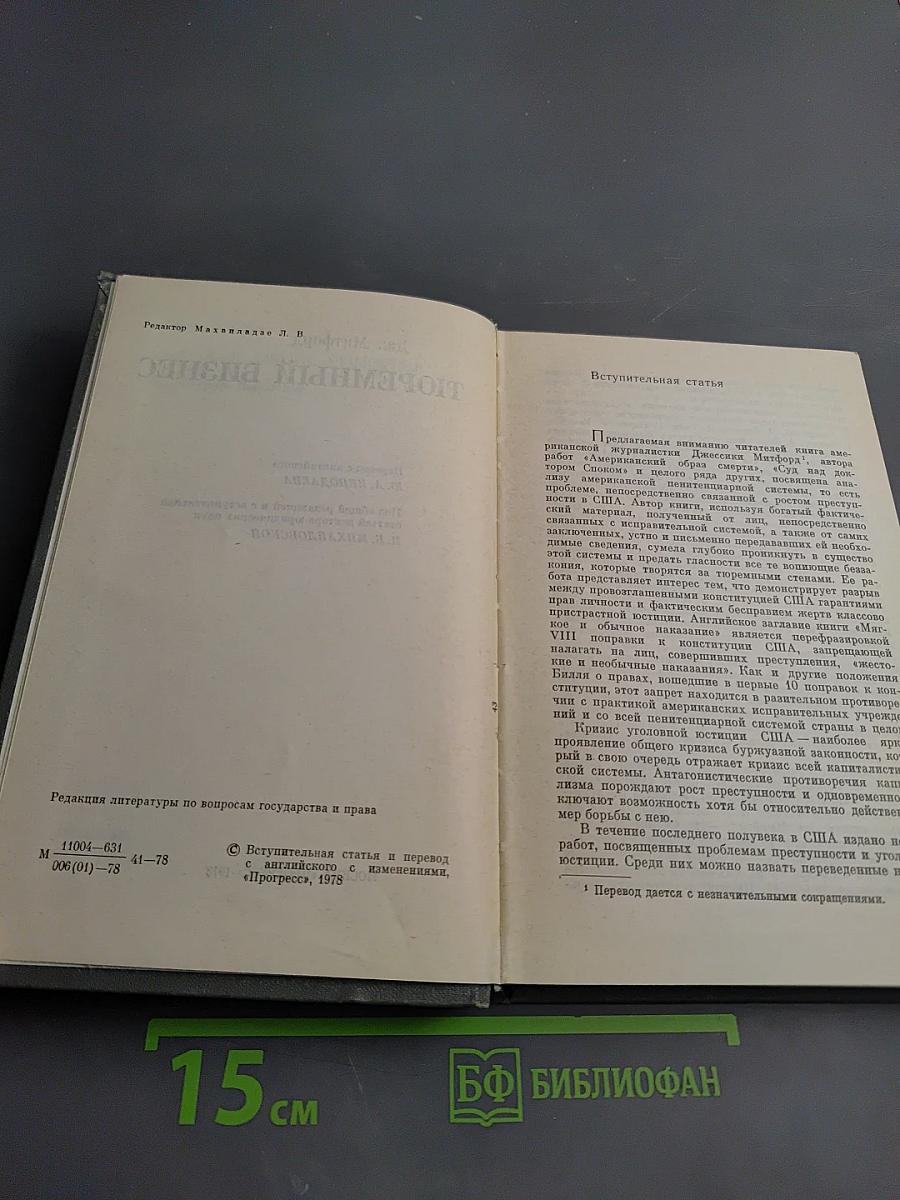 Редактор Махвиладзе Л. В
Редакция литературы по вопросам государства и права
М 11004—631
006(01)—78 41—78
© Вступительная статья и перевод
с английского с изменениями,
«Прогресс», 1978
Вступительная статья
Предлагаемая вниманию читателей книга аме-
риканской журналистки Джессики Митфорд¹, автора
работ «Американский образ смерти», «Суд над док-
тором Споком» и целого ряда других, посвящена ана-
лизу американской пенитенциарной системы, то есть
проблеме, непосредственно связанной с ростом преступ-
ности в США. Автор книги, используя богатый фактиче-
ский материал, полученный от лиц, непосредственно
связанных с исправительной системой, а также от самих
заключенных, устно и письменно передававших ей необхо-
димые сведения, сумела глубоко проникнуть в существо
этой системы и предать гласности все те вопиющие безза-
кония, которые творятся за тюремными стенами. Ее ра-
бота представляет интерес тем, что демонстрирует разрыв
между провозглашенными конституцией США гарантиями
прав личности и фактическим бесправием жертв классово
пристрастной юстиции. Английское заглавие книги «Мяг-
кое и обычное наказание» является перефразировкой
VIII поправки к конституции США, запрещающей
налагать на лиц, совершивших преступления, «жесто-
кие и необычные наказания». Как и другие положения
Билля о правах, вошедшие в первые 10 поправок к кон-
ституции, этот запрет находится в разительном противоре-
чии с практикой американских исправительных учрежде
ний и со всей пенитенциарной системой страны в цело
Кризис уголовной юстиции США — наиболее ярк
проявление общего кризиса буржуазной законности, ко
рый в свою очередь отражает кризис всей капиталисти
ской системы. Антагонистические противоречия капи
лизма порождают рост преступности и одновременно
ключают возможность хотя бы относительно действен
мер борьбы с нею.
В течение последнего полувека в США издано не
работ, посвященных проблемам преступности и угол
юстиции. Среди них можно назвать переведенные н
¹ Перевод дается с незначительными сокращениями.
15 см
БФ БИБЛИОФАН